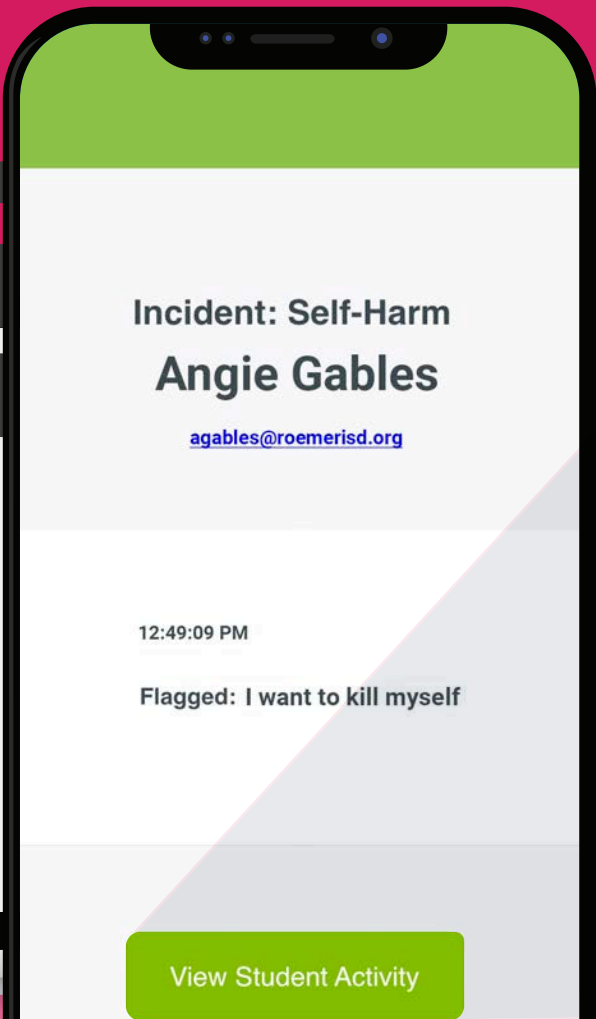 Incident: Self-Harm
Angie Gables
agables@roemerisd.org
12:49:09 PM
Flagged: I want to kill myself
View Student Activity